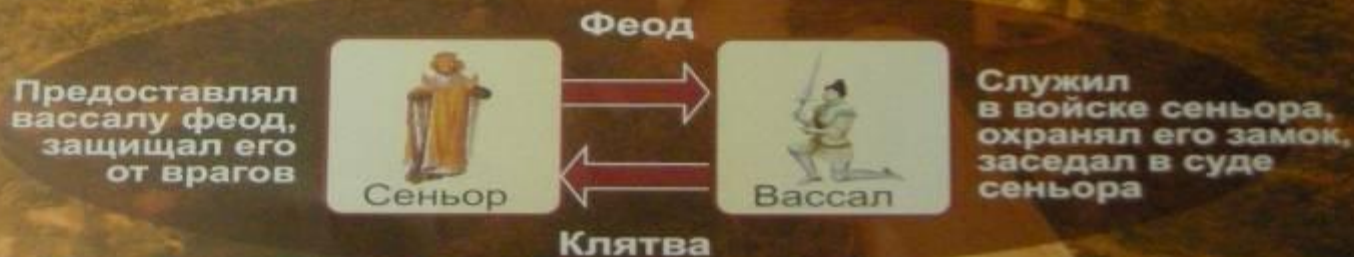 Феод
Предоставлял
вассалу феод,
защищал его
от врагов
Сеньор
Вассал
Служил
в войске сеньора,
охранял его замок,
заседал в суде
сеньора
Клятва